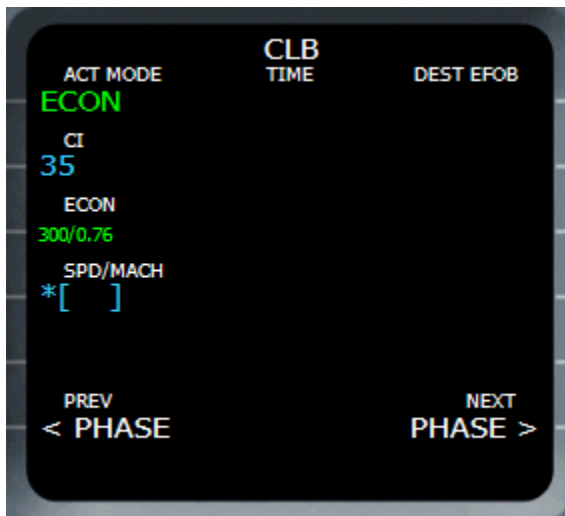 CLB
ACT MODE TIME DEST EFOB
ECON
CI
35
ECON
300/0.76
SPD/MACH
*[ ]
PREV NEXT
< PHASE PHASE >